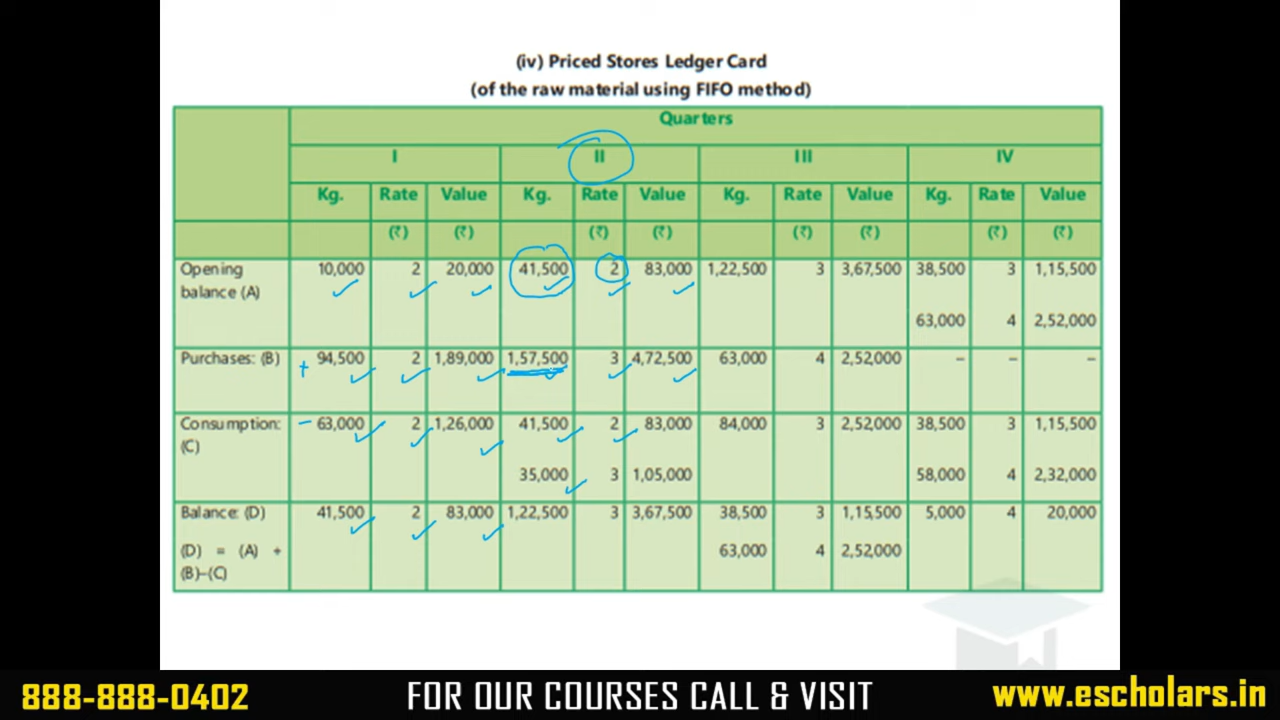 (iv) Priced Stores Ledger Card
(of the raw material using FIFO method)
Quarters
I II III IV
Kg. Rate Value Kg. Rate Value Kg. Rate Value Kg. Rate Value
(₹) (₹) (₹) (₹) (₹) (₹) (₹) (₹)
Opening 10,000 2 20,000 41,500 2 83,000 1,22,500 3 3,67,500 38,500 3 1,15,500
balance (A)
63,000 4 2,52,000
Purchases: (B) + 94,500 2 1,89,000 1,57,500 3 4,72,500 63,000 4 2,52,000 – – –
Consumption: - 63,000 2 1,26,000 41,500 2 83,000 84,000 3 2,52,000 38,500 3 1,15,500
(C)
35,000 3 1,05,000 58,000 4 2,32,000
Balance: (D) 41,500 2 83,000 1,22,500 3 3,67,500 38,500 3 1,15,500 5,000 4 20,000
(D) = (A) + 63,000 4 2,52,000
(B)–(C)
888-888-0402 FOR OUR COURSES CALL & VISIT www.escholars.in